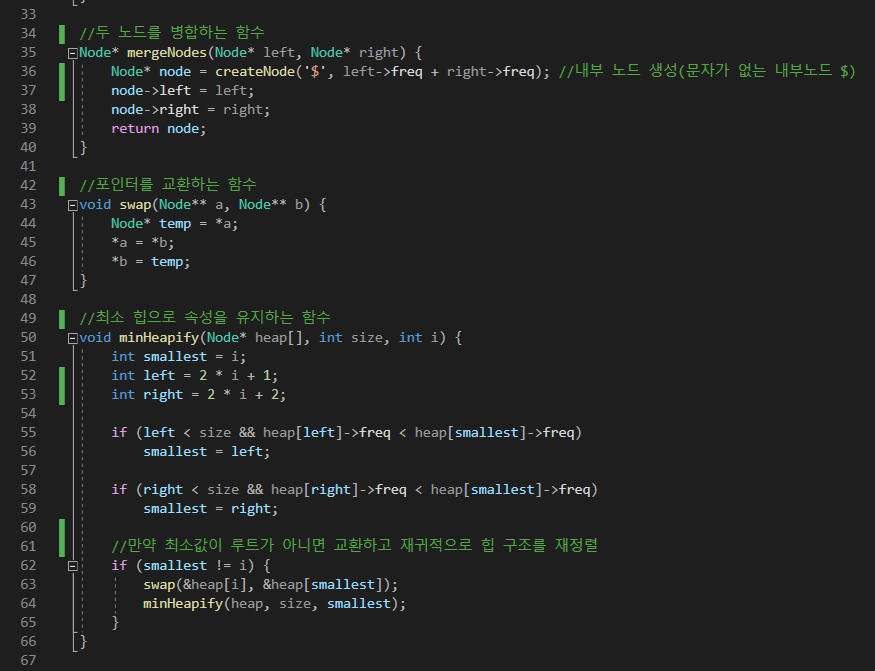 33
34 //두 노드를 병합하는 함수
35 Node* mergeNodes(Node* left, Node* right) {
36     Node* node = createNode('$', left->freq + right->freq); //내부 노드 생성(문자가 없는 내부노드 $)
37     node->left = left;
38     node->right = right;
39     return node;
40 }
41
42 //포인터를 교환하는 함수
43 void swap(Node** a, Node** b) {
44     Node* temp = *a;
45     *a = *b;
46     *b = temp;
47 }
48
49 //최소 힙으로 속성을 유지하는 함수
50 void minHeapify(Node* heap[], int size, int i) {
51     int smallest = i;
52     int left = 2 * i + 1;
53     int right = 2 * i + 2;
54
55     if (left < size && heap[left]->freq < heap[smallest]->freq)
56         smallest = left;
57
58     if (right < size && heap[right]->freq < heap[smallest]->freq)
59         smallest = right;
60
61     //만약 최소값이 루트가 아니면 교환하고 재귀적으로 힙 구조를 재정렬
62     if (smallest != i) {
63         swap(&heap[i], &heap[smallest]);
64         minHeapify(heap, size, smallest);
65     }
66 }
67